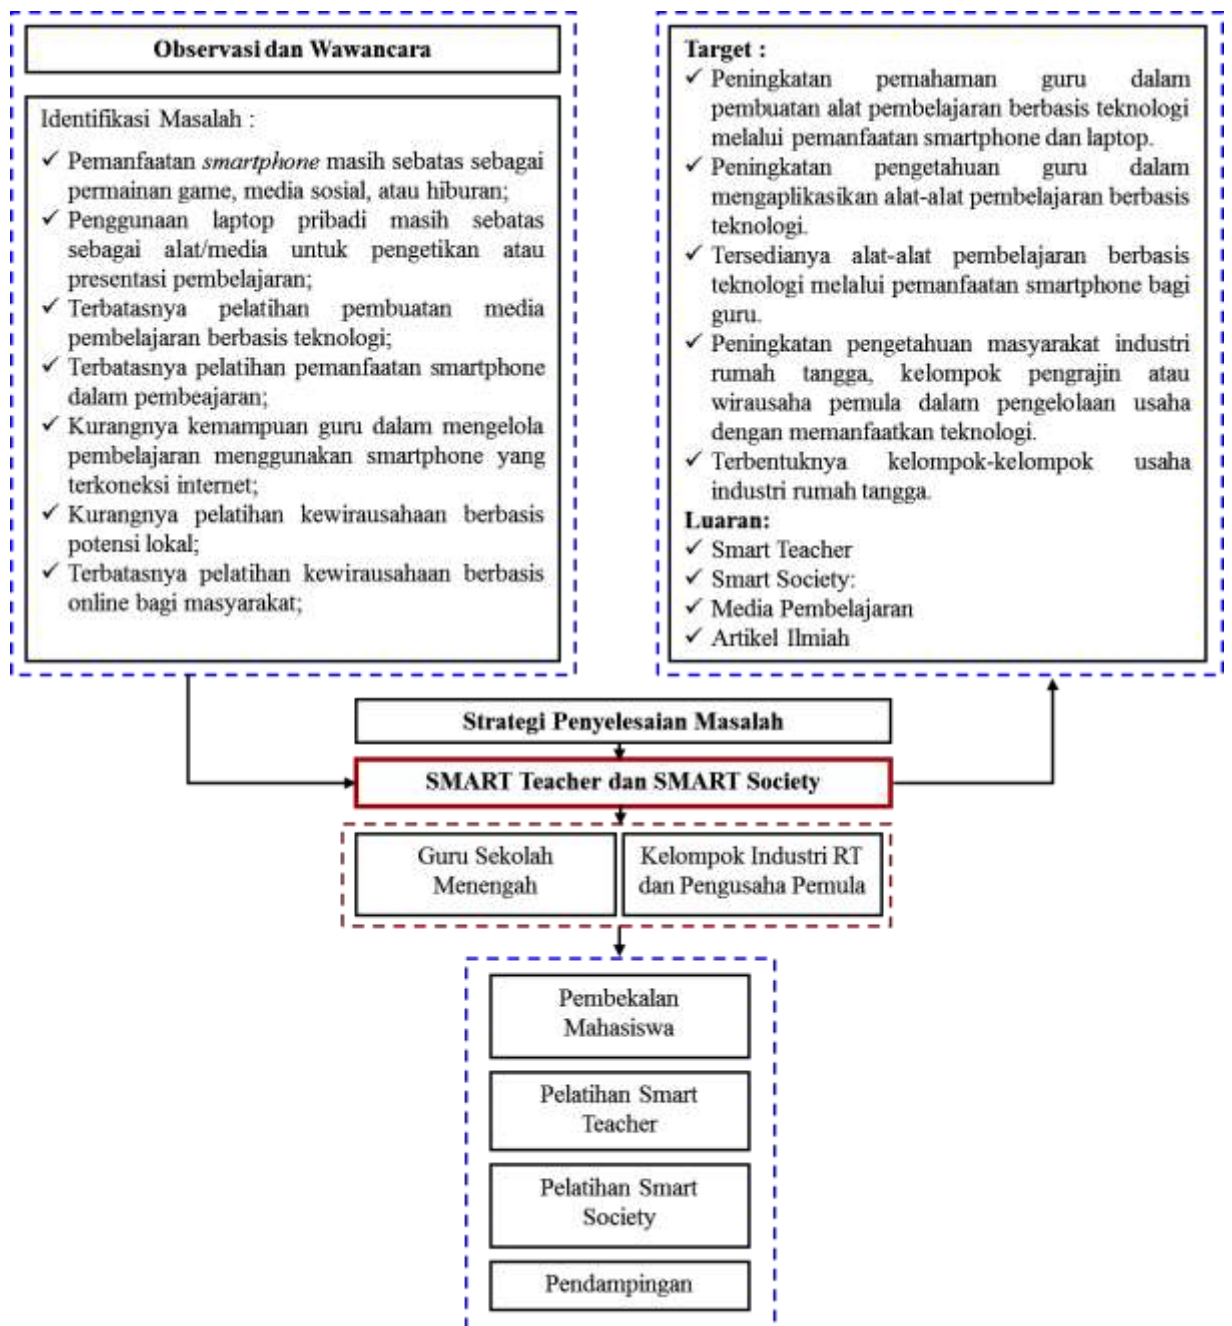 Observasi dan Wawancara
Identifikasi Masalah :
✓ Pemanfaatan smartphone masih sebatas sebagai
permainan game, media sosial, atau hiburan;
✓ Penggunaan laptop pribadi masih sebatas
sebagai alat/media untuk pengetikan atau
presentasi pembelajaran;
✓ Terbatasnya pelatihan pembuatan media
pembelajaran berbasis teknologi;
✓ Terbatasnya pelatihan pemanfaatan smartphone
dalam pembeajaran;
✓ Kurangnya kemampuan guru dalam mengelola
pembelajaran menggunakan smartphone yang
terkoneksi internet;
✓ Kurangnya pelatihan kewirausahaan berbasis
potensi lokal;
✓ Terbatasnya pelatihan kewirausahaan berbasis
online bagi masyarakat;
Target :
✓ Peningkatan pemahaman guru dalam
pembuatan alat pembelajaran berbasis teknologi
melalui pemanfaatan smartphone dan laptop.
✓ Peningkatan pengetahuan guru dalam
mengaplikasikan alat-alat pembelajaran berbasis
teknologi.
✓ Tersedianya alat-alat pembelajaran berbasis
teknologi melalui pemanfaatan smartphone bagi
guru.
✓ Peningkatan pengetahuan masyarakat industri
rumah tangga, kelompok pengrajin atau
wirausaha pemula dalam pengelolaan usaha
dengan memanfaatkan teknologi.
✓ Terbentuknya kelompok-kelompok usaha
industri rumah tangga.
Luaran:
✓ Smart Teacher
✓ Smart Society:
✓ Media Pembelajaran
✓ Artikel Ilmiah
Strategi Penyelesaian Masalah
SMART Teacher dan SMART Society
Guru Sekolah
Menengah
Kelompok Industri RT
dan Pengusaha Pemula
Pembekalan
Mahasiswa
Pelatihan Smart
Teacher
Pelatihan Smart
Society
Pendampingan